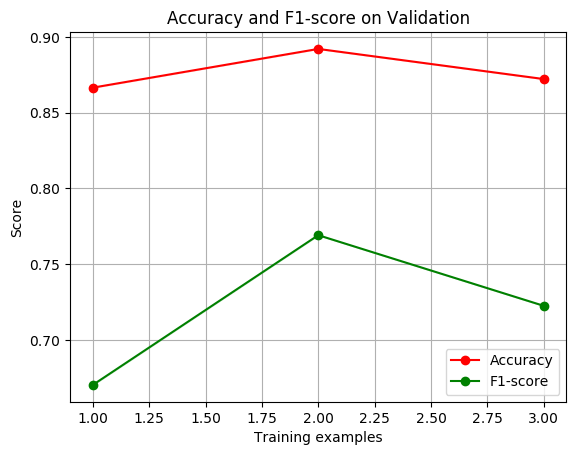 Accuracy and F1-score on Validation
0.90
0.85
0.80
0.75
0.70
Score
1.00 1.25 1.50 1.75 2.00 2.25 2.50 2.75 3.00
Training examples
Accuracy
F1-score